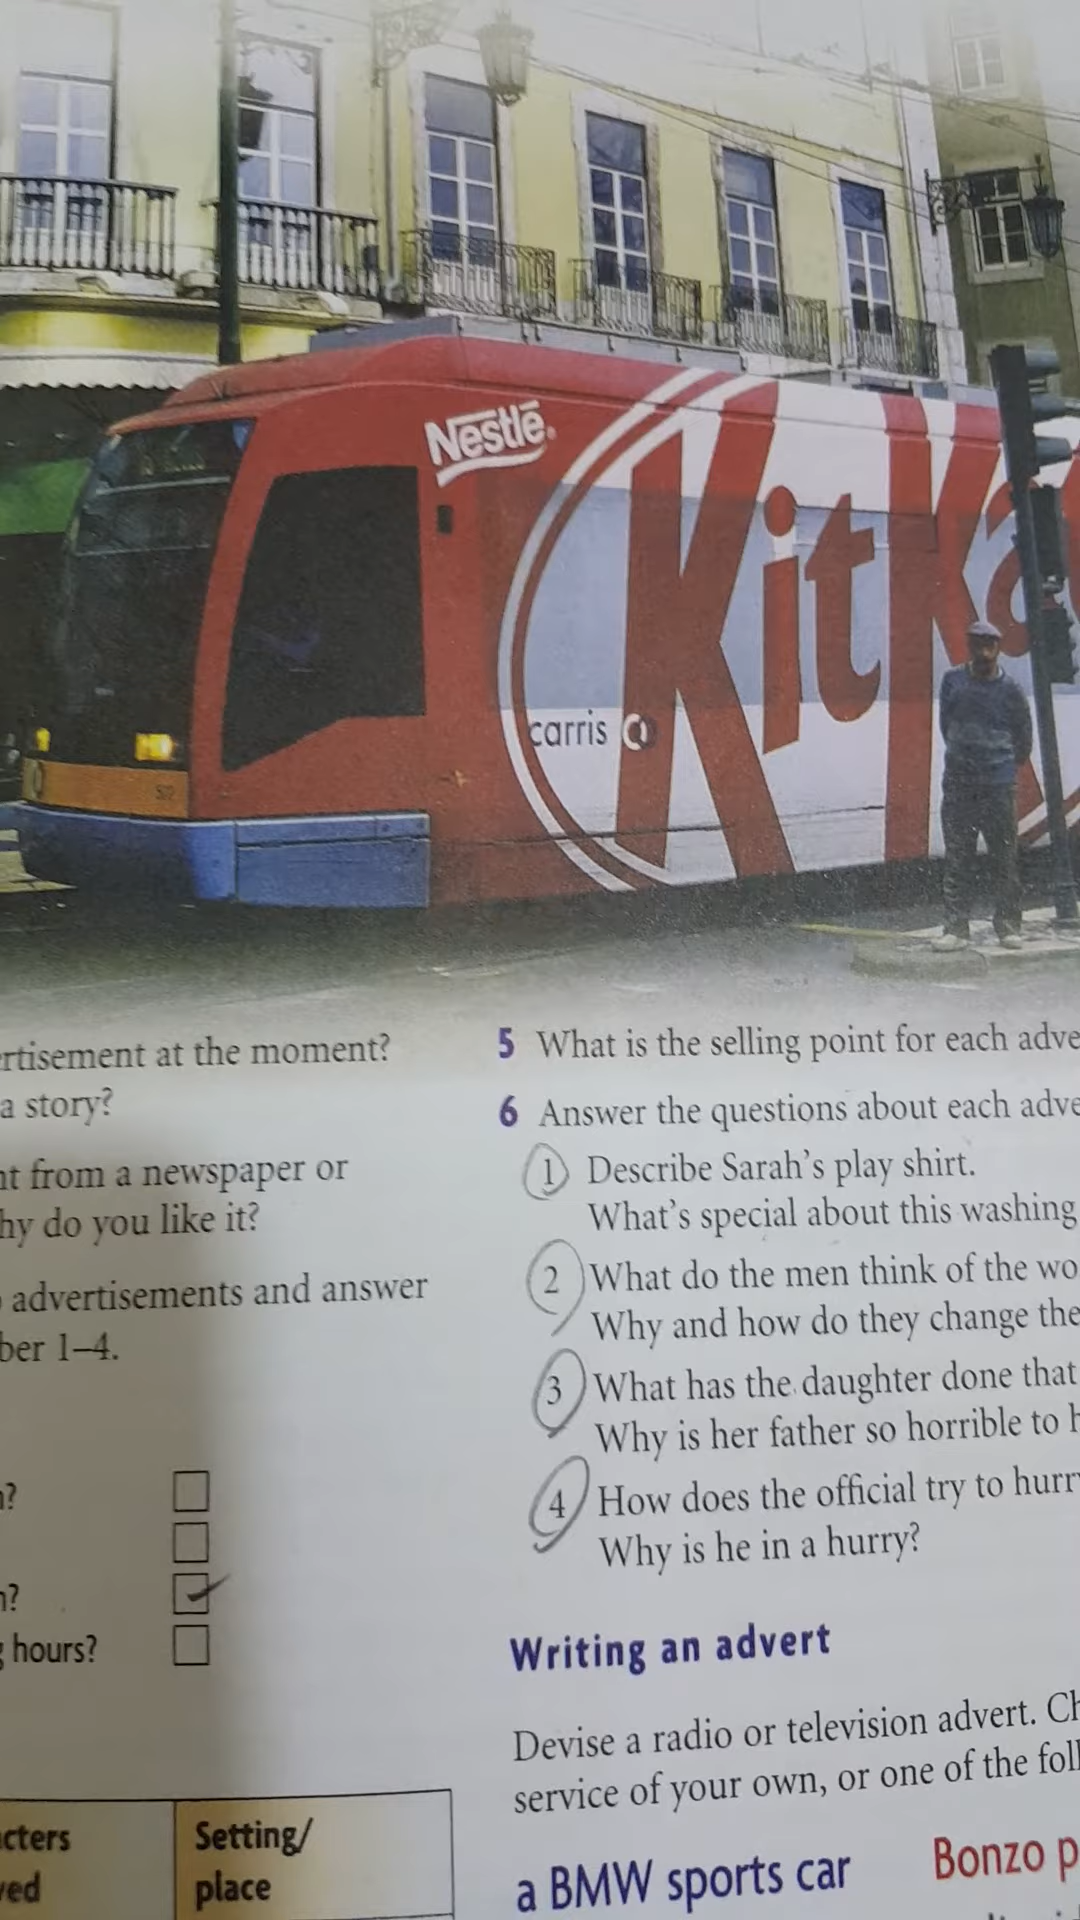 Nestlē
KitKa
carris
rtisement at the moment?
a story?
nt from a newspaper or
hy do you like it?
advertisements and answer
ber 1–4.
n?
n?
g hours?
cters
ved
Setting/
place
5 What is the selling point for each adve
6 Answer the questions about each adve
1 Describe Sarah's play shirt.
What's special about this washing
2 What do the men think of the wo
Why and how do they change the
3 What has the daughter done that
Why is her father so horrible to h
4 How does the official try to hurr
Why is he in a hurry?
Writing an advert
Devise a radio or television advert. Ch
service of your own, or one of the foll
a BMW sports car
Bonzo p